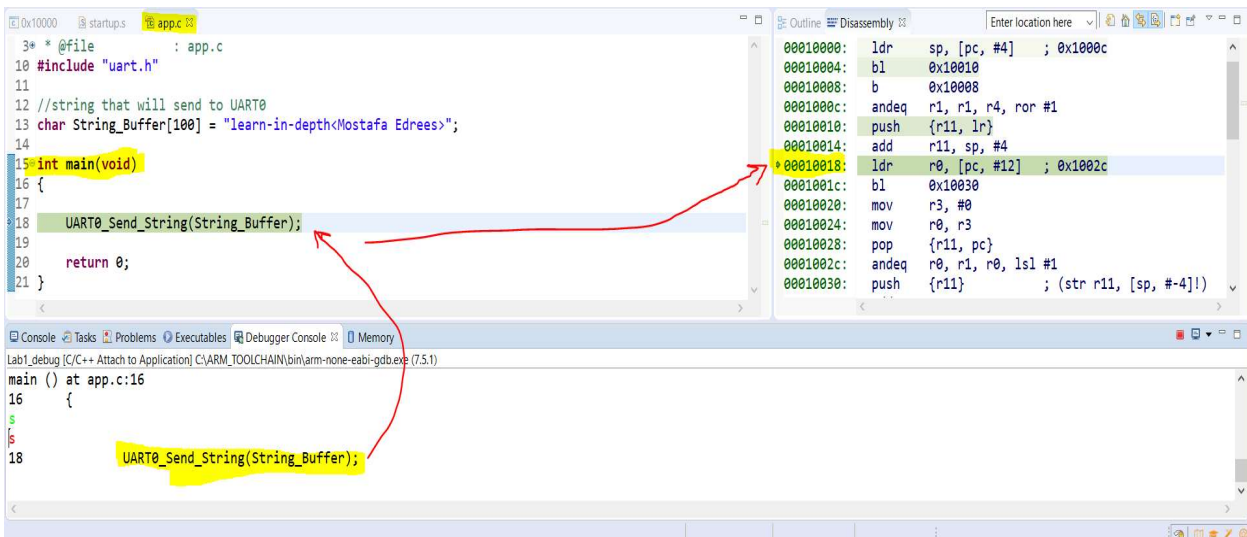 0x10000 startup.s app.c
3 * @file : app.c
10 #include "uart.h"
11
12 //string that will send to UART0
13 char String_Buffer[100] = "learn-in-depth<Mostafa Edrees>";
14
15 int main(void)
16 {
17
18 UART0_Send_String(String_Buffer);
19
20 return 0;
21 }
Outline Disassembly Enter location here
00010000: ldr sp, [pc, #4] ; 0x1000c
00010004: bl 0x10010
00010008: b 0x10008
0001000c: andeq r1, r1, r4, ror #1
00010010: push {r11, lr}
00010014: add r11, sp, #4
00010018: ldr r0, [pc, #12] ; 0x1002c
0001001c: bl 0x10030
00010020: mov r3, #0
00010024: mov r0, r3
00010028: pop {r11, pc}
0001002c: andeq r0, r1, r0, lsl #1
00010030: push {r11} ; (str r11, [sp, #-4]!)
Console Tasks Problems Executables Debugger Console Memory
Lab1_debug [C/C++ Attach to Application] C:\ARM_TOOLCHAIN\bin\arm-none-eabi-gdb.exe (7.5.1)
main () at app.c:16
16 {
s
s
18 UART0_Send_String(String_Buffer);